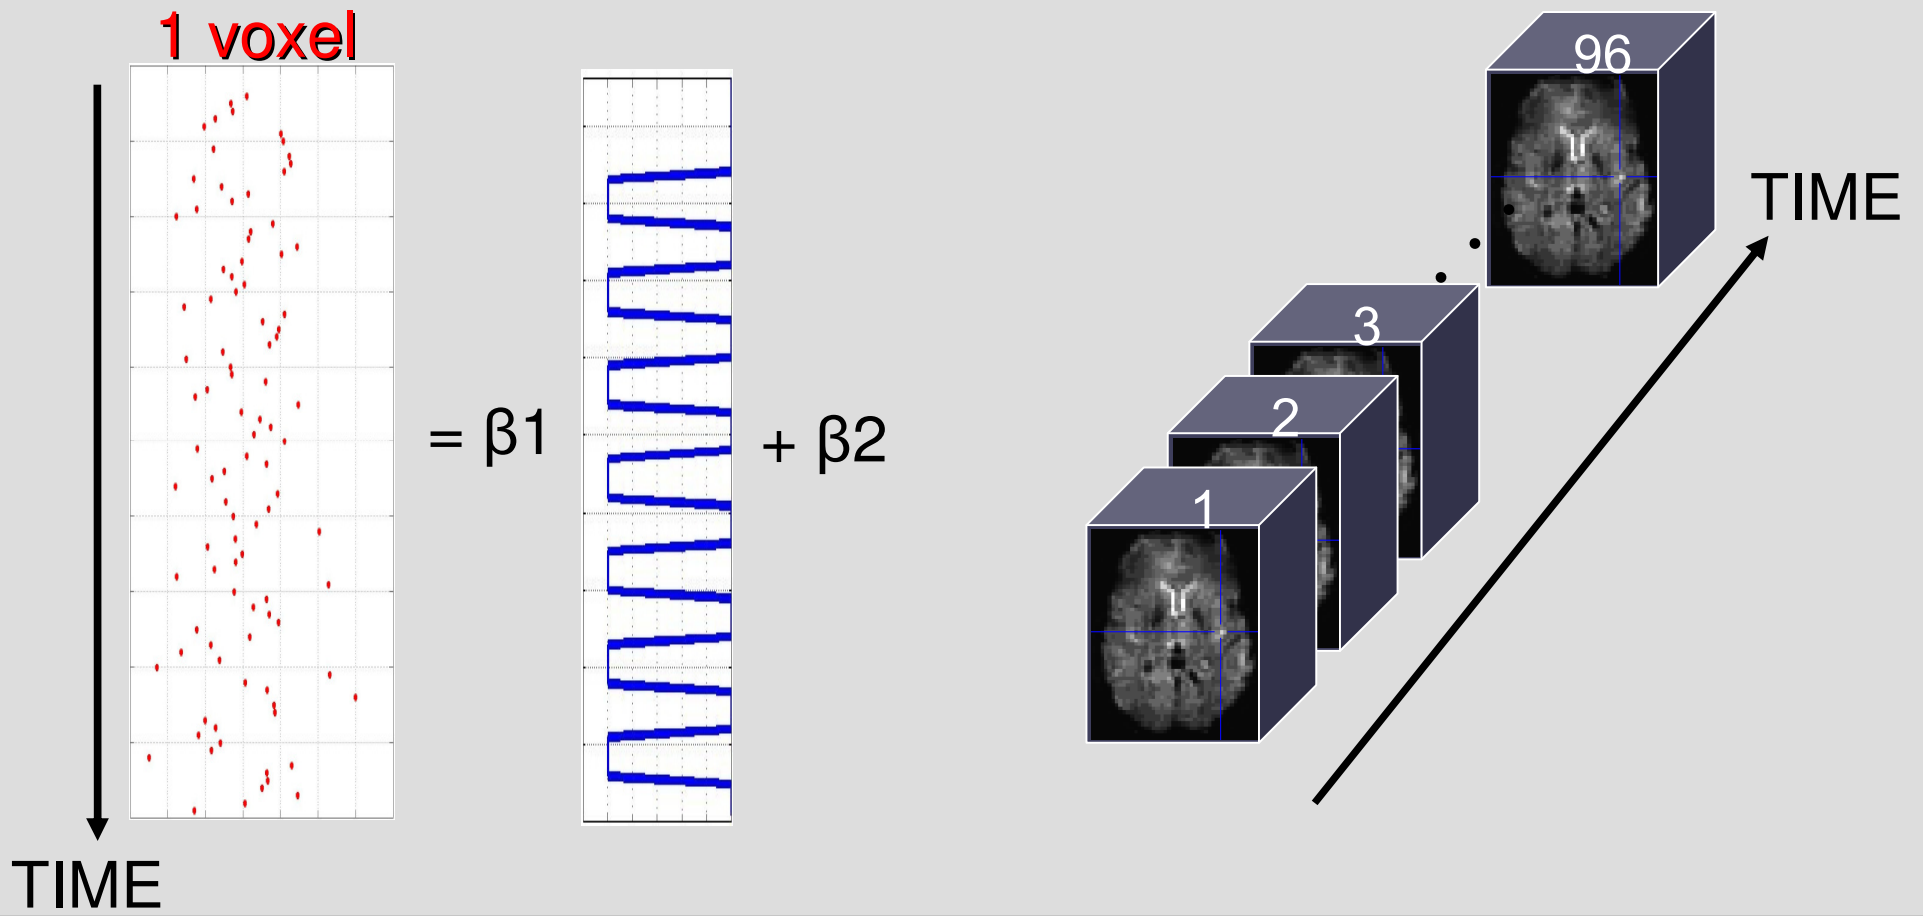 1 voxel
= β1
+ β2
TIME
96
3
2
1
TIME